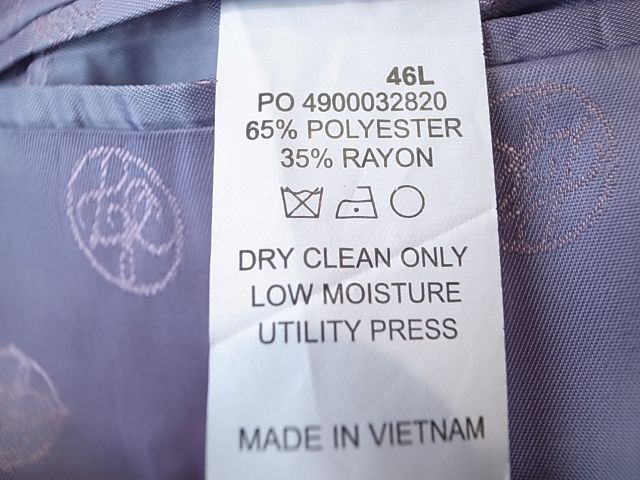 46L
PO 4900032820
65% POLYESTER
35% RAYON
DRY CLEAN ONLY
LOW MOISTURE
UTILITY PRESS
MADE IN VIETNAM